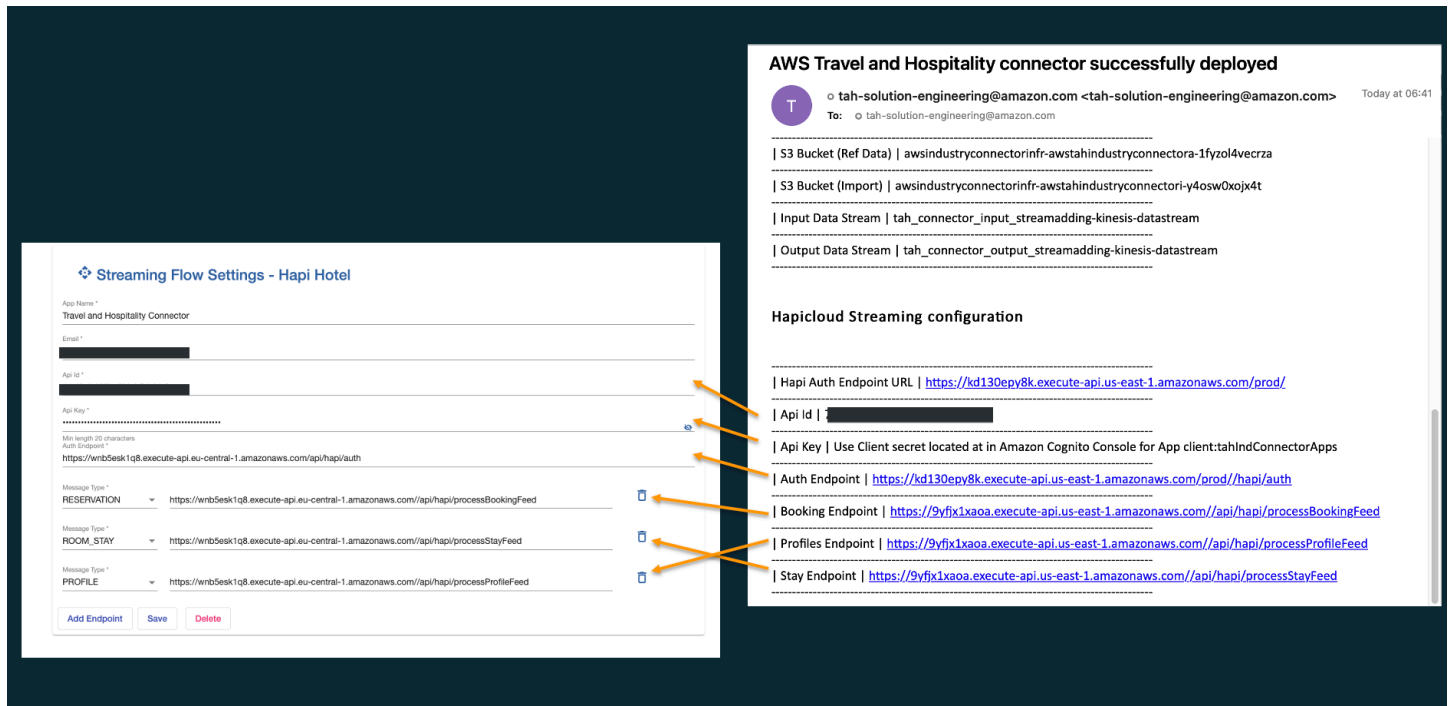 Streaming Flow Settings - Hapi Hotel
App Name *
Travel and Hospitality Connector
Email *
Api Id *
Api Key *
Min length 20 characters
Auth Endpoint *
https://wnb5esk1q8.execute-api.eu-central-1.amazonaws.com/api/hapi/auth
Message Type *
RESERVATION https://wnb5esk1q8.execute-api.eu-central-1.amazonaws.com//api/hapi/processBookingFeed
Message Type *
ROOM_STAY https://wnb5esk1q8.execute-api.eu-central-1.amazonaws.com//api/hapi/processStayFeed
Message Type *
PROFILE https://wnb5esk1q8.execute-api.eu-central-1.amazonaws.com//api/hapi/processProfileFeed
Add Endpoint Save Delete
AWS Travel and Hospitality connector successfully deployed
T
tah-solution-engineering@amazon.com <tah-solution-engineering@amazon.com> Today at 06:41
To: tah-solution-engineering@amazon.com
| S3 Bucket (Ref Data) | awsindustryconnectorinfr-awstahindustryconnectora-1fyzol4vecrza
| S3 Bucket (Import) | awsindustryconnectorinfr-awstahindustryconnectori-y4osw0xojx4t
| Input Data Stream | tah_connector_input_streamadding-kinesis-datastream
| Output Data Stream | tah_connector_output_streamadding-kinesis-datastream
Hapicloud Streaming configuration
| Hapi Auth Endpoint URL | https://kd130epy8k.execute-api.us-east-1.amazonaws.com/prod/
| Api Id |
| Api Key | Use Client secret located at in Amazon Cognito Console for App client:tahIndConnectorApps
| Auth Endpoint | https://kd130epy8k.execute-api.us-east-1.amazonaws.com/prod//hapi/auth
| Booking Endpoint | https://9yfjx1xaoa.execute-api.us-east-1.amazonaws.com//api/hapi/processBookingFeed
| Profiles Endpoint | https://9yfjx1xaoa.execute-api.us-east-1.amazonaws.com//api/hapi/processProfileFeed
| Stay Endpoint | https://9yfjx1xaoa.execute-api.us-east-1.amazonaws.com//api/hapi/processStayFeed